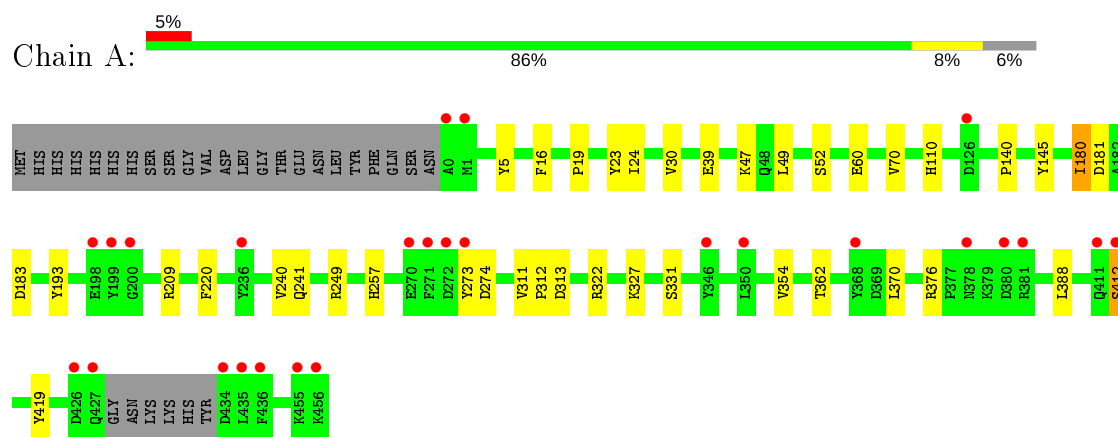 5%
Chain A:
86% 8% 6%
MET HIS HIS HIS HIS HIS HIS SER SER GLY VAL ASP LEU GLY THR GLU ASN LEU TYR PHE GLN SER ASN A0 M1 Y5 F16 P19 Y23 I24 V30 E39 K47 Q48 L49 S52 E60 V70 H110 D126 P140 Y145 I180 D181 A182
D183 Y193 E198 Y199 G200 R209 F220 Y236 V240 Q241 R249 H257 E270 F271 D272 Y273 D274 V311 P312 D313 R322 K327 S331 Y346 L350 V354 T362 Y368 D369 L370 R376 P377 N378 K379 D380 R381 L388 Q411 S412
Y419 D426 Q427 GLY ASN LYS LYS HIS TYR D434 L435 F436 K455 K456